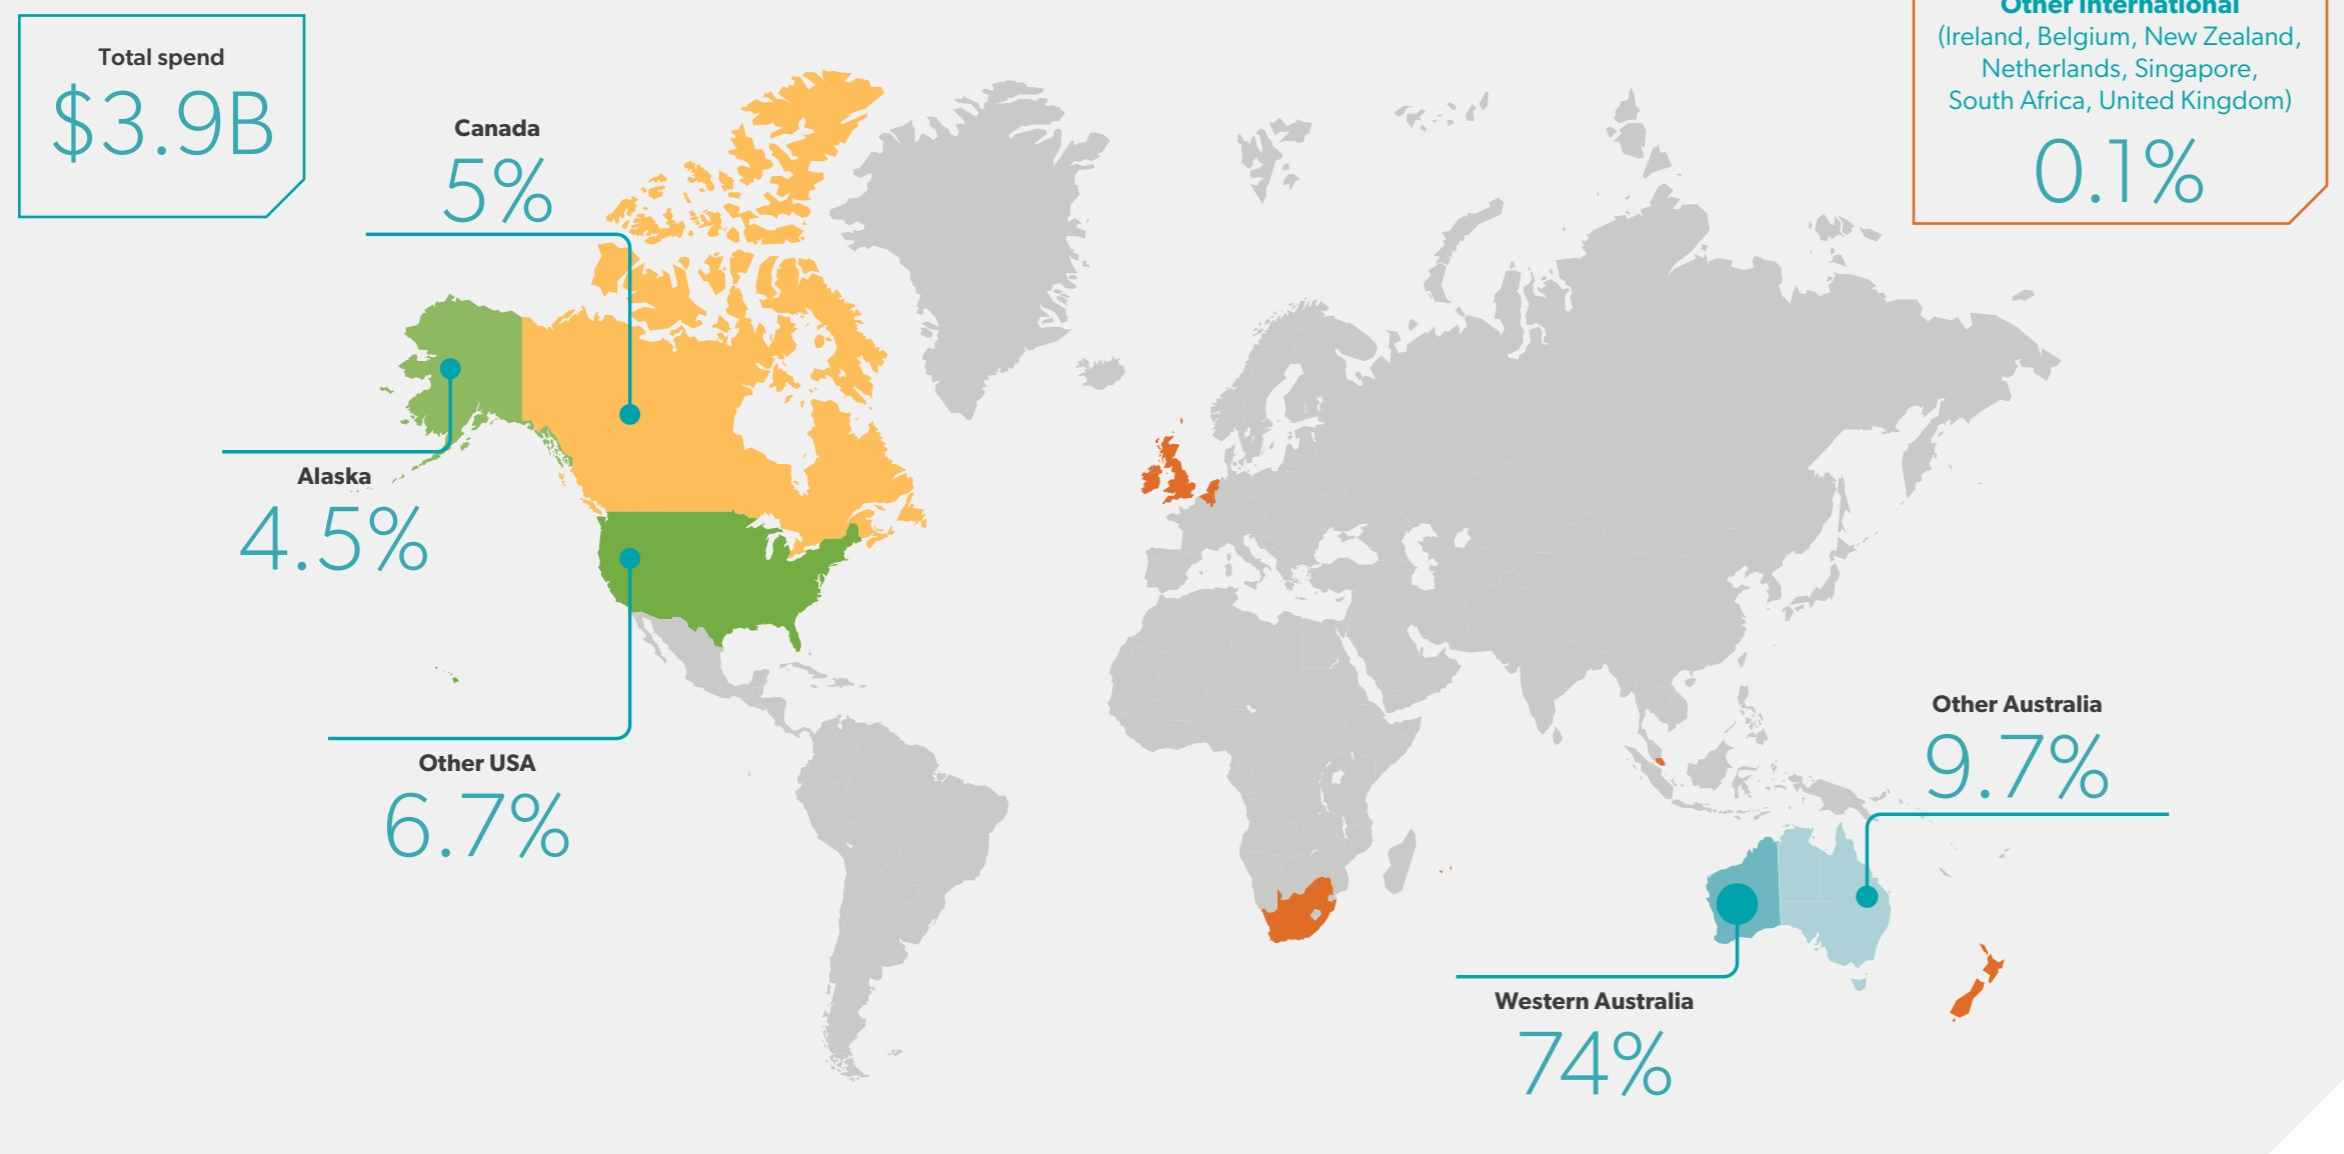 Total spend
$3.9B
Other International
(Ireland, Belgium, New Zealand,
Netherlands, Singapore,
South Africa, United Kingdom)
0.1%
Canada
5%
Alaska
4.5%
Other USA
6.7%
Other Australia
9.7%
Western Australia
74%